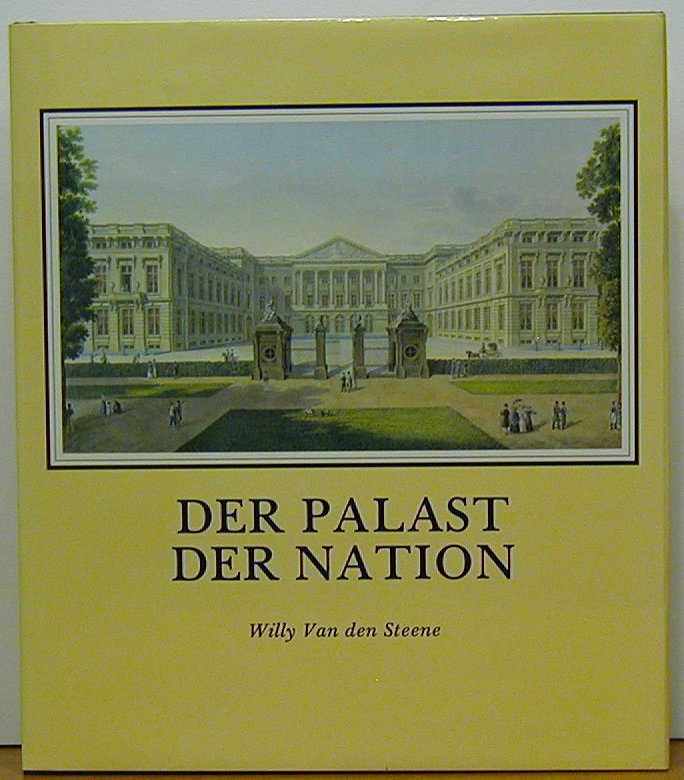 DER PALAST
DER NATION
Willy Van den Steene